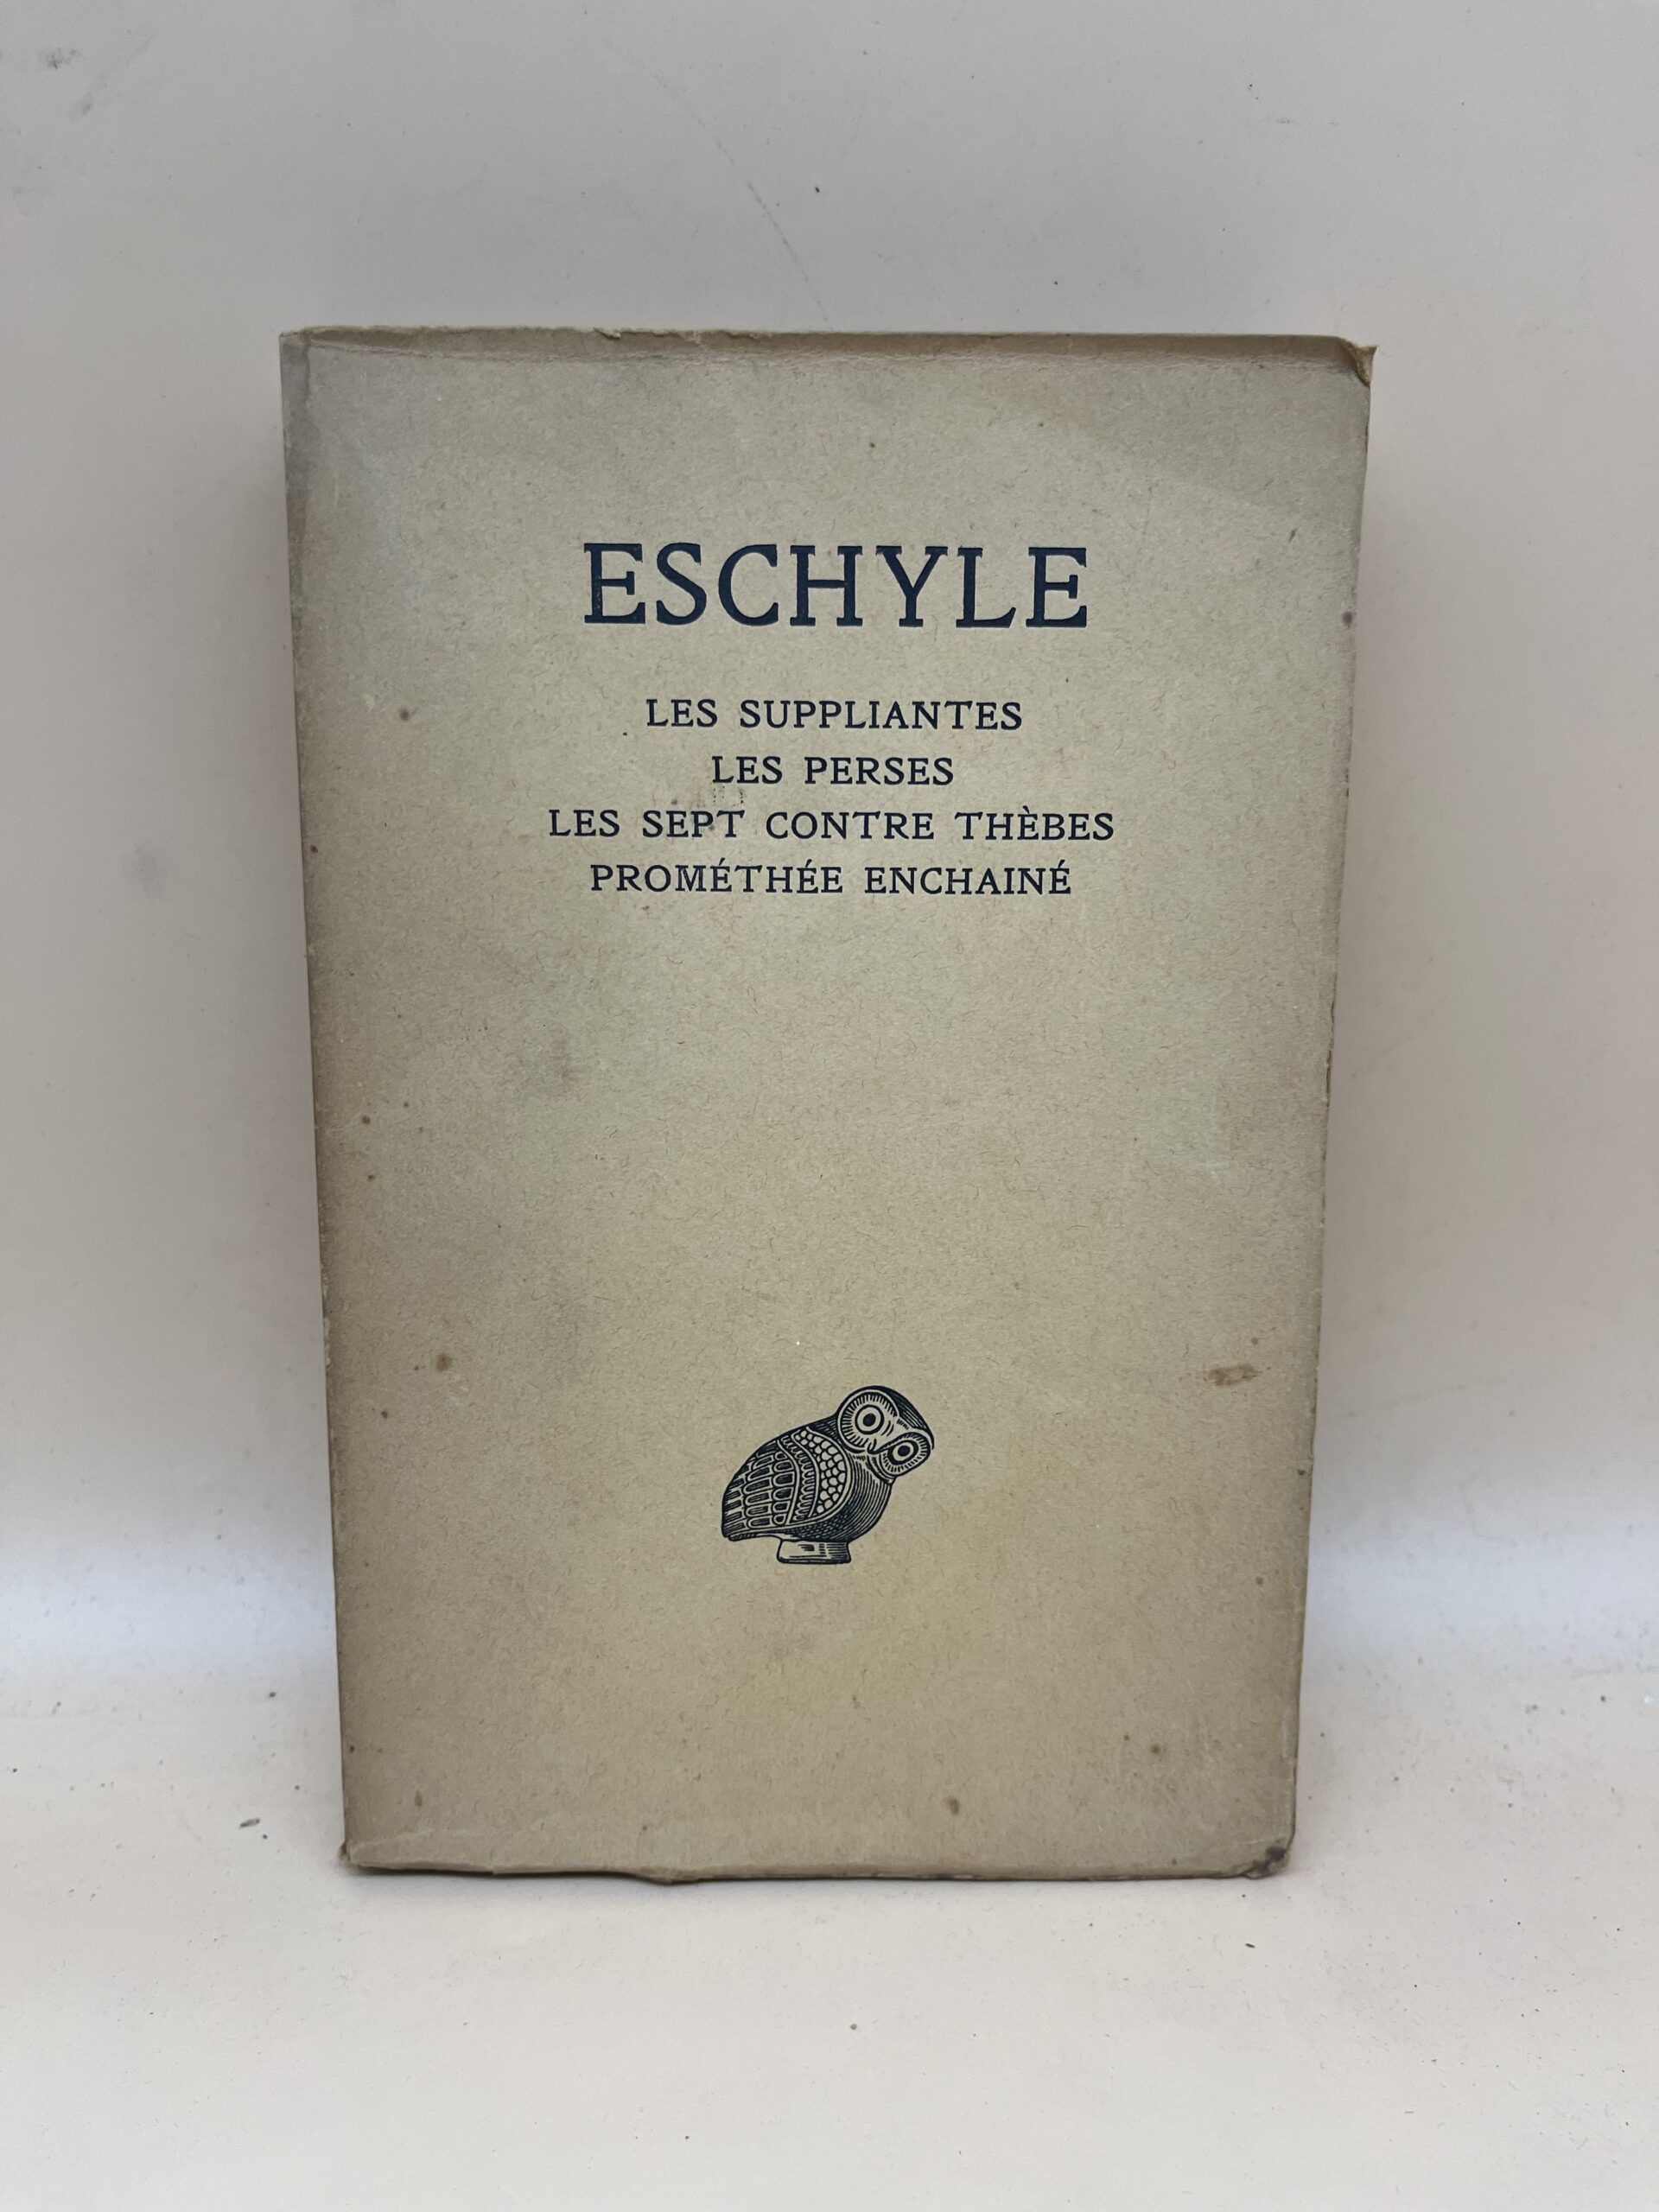 ESCHYLE
LES SUPPLIANTES
LES PERSES
LES SEPT CONTRE THÈBES
PROMÉTHÉE ENCHAINÉ